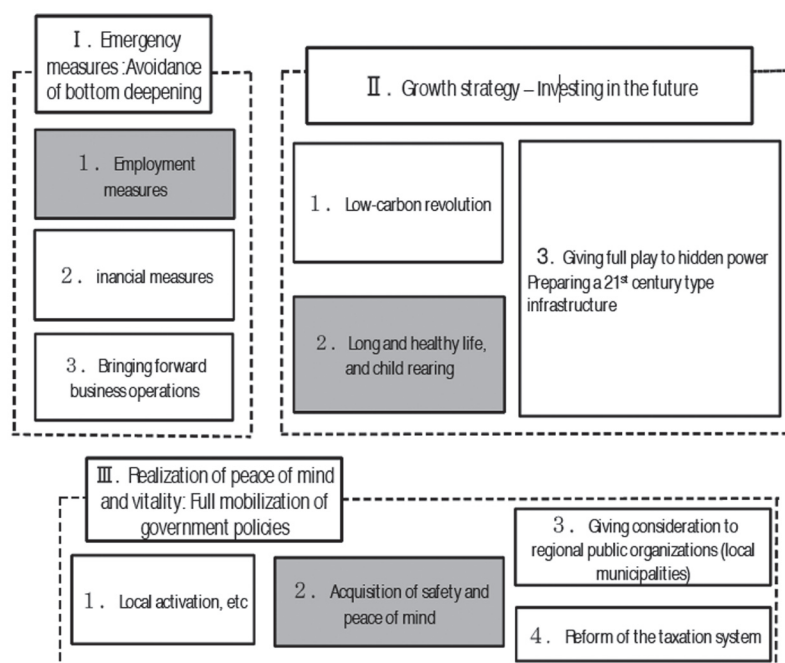 Ⅰ. Emergency
measures :Avoidance
of bottom deepening
1. Employment
measures
2. inancial measures
3. Bringing forward
business operations
Ⅱ. Growth strategy – Investing in the future
1. Low-carbon revolution
2. Long and healthy life,
and child rearing
3. Giving full play to hidden power
Preparing a 21st century type
infrastructure
Ⅲ. Realization of peace of mind
and vitality: Full mobilization of
government policies
1. Local activation, etc
2. Acquisition of safety and
peace of mind
3. Giving consideration to
regional public organizations (local
municipalities)
4. Reform of the taxation system